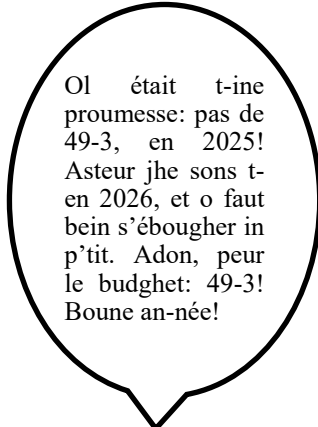 Ol était t-ine
proumesse: pas de
49-3, en 2025!
Asteur jhe sons t-
en 2026, et o faut
bein s’ébougher in
p’tit. Adon, peur
le budghet: 49-3!
Boune an-née!